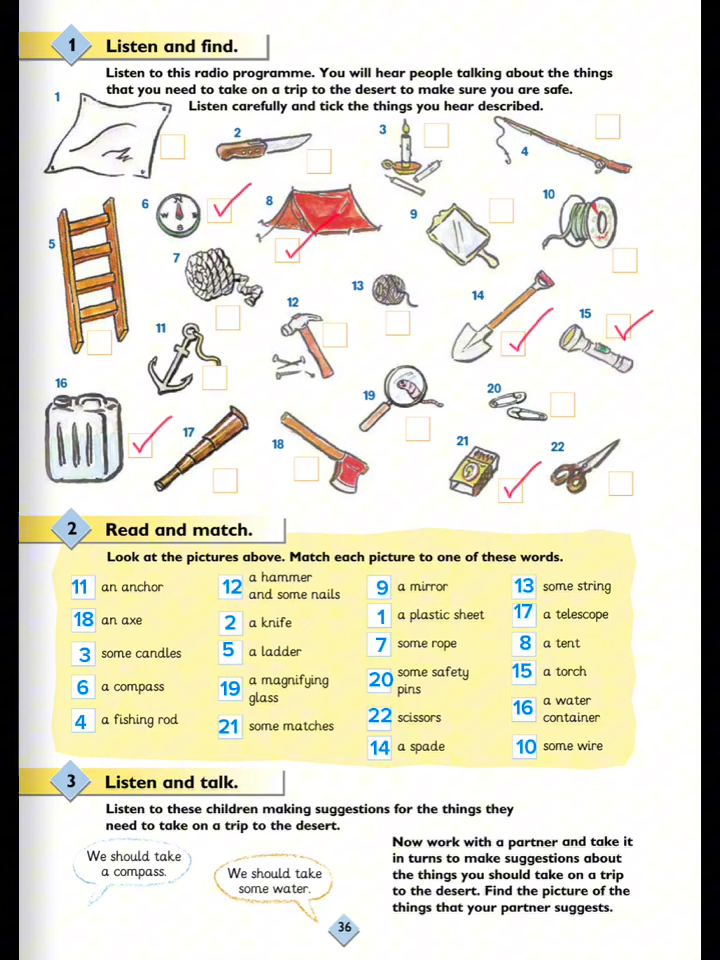 1 Listen and find.
Listen to this radio programme. You will hear people talking about the things
that you need to take on a trip to the desert to make sure you are safe.
Listen carefully and tick the things you hear described.
1
2
3
4
5
6
N
W
E
S
7
8
9
10
11
12
13
14
15
16
17
18
19
20
21
22
2 Read and match.
Look at the pictures above. Match each picture to one of these words.
11 an anchor
18 an axe
3 some candles
6 a compass
4 a fishing rod
12 a hammer
and some nails
2 a knife
5 a ladder
19 a magnifying
glass
21 some matches
9 a mirror
1 a plastic sheet
7 some rope
20 some safety
pins
22 scissors
14 a spade
13 some string
17 a telescope
8 a tent
15 a torch
16 a water
container
10 some wire
3 Listen and talk.
Listen to these children making suggestions for the things they
need to take on a trip to the desert.
We should take
a compass.
We should take
some water.
Now work with a partner and take it
in turns to make suggestions about
the things you should take on a trip
to the desert. Find the picture of the
things that your partner suggests.
36